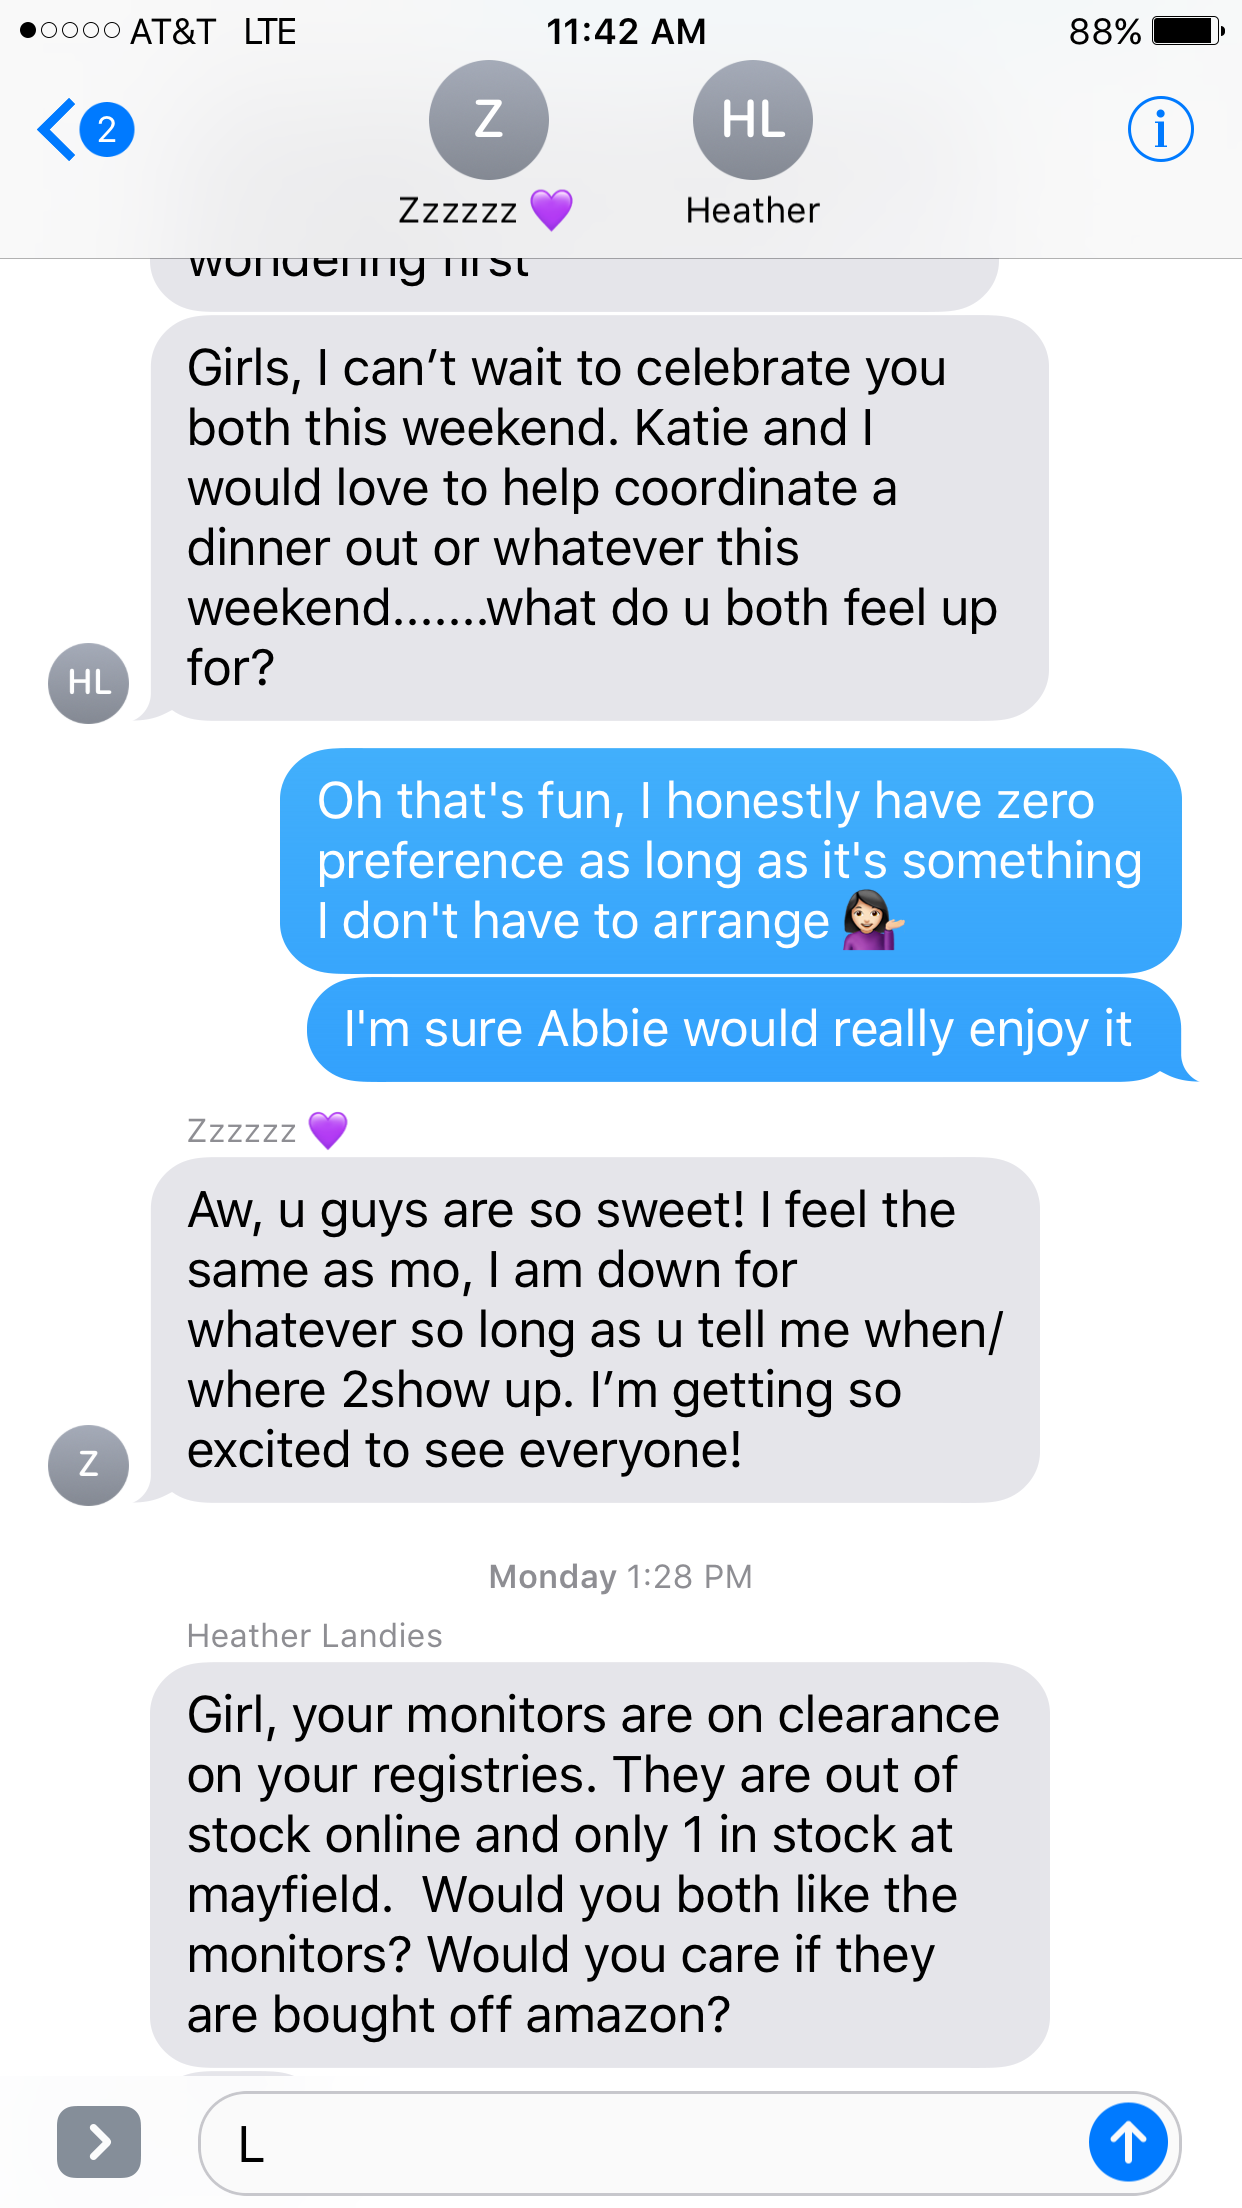 AT&T LTE 11:42 AM 88%
2 Z HL i
Zzzzzz 💜 Heather
wondering first
Girls, I can’t wait to celebrate you
both this weekend. Katie and I
would love to help coordinate a
dinner out or whatever this
weekend.......what do u both feel up
for?
HL
Oh that's fun, I honestly have zero
preference as long as it's something
I don't have to arrange 💁🏻
I'm sure Abbie would really enjoy it
Zzzzzz 💜
Aw, u guys are so sweet! I feel the
same as mo, I am down for
whatever so long as u tell me when/
where 2show up. I’m getting so
excited to see everyone!
Z
Monday 1:28 PM
Heather Landies
Girl, your monitors are on clearance
on your registries. They are out of
stock online and only 1 in stock at
mayfield.  Would you both like the
monitors? Would you care if they
are bought off amazon?
L